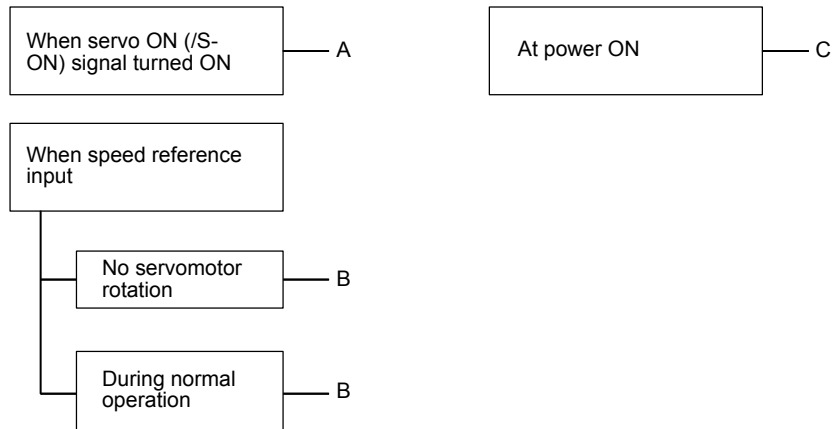 When servo ON (/S-
ON) signal turned ON
A
At power ON
C
When speed reference
input
No servomotor
rotation
B
During normal
operation
B